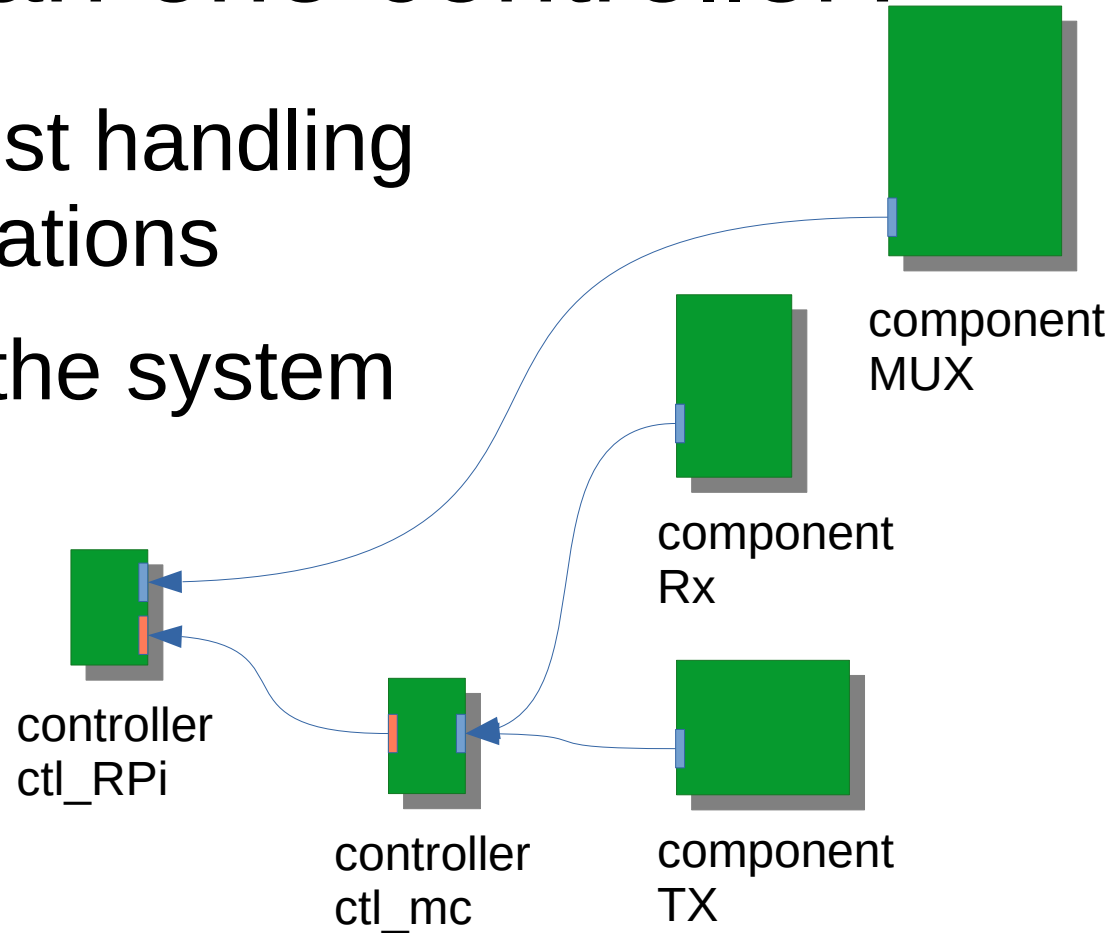 st handling
ations
the system
component
MUX
component
Rx
controller
ctl_RPi
controller
ctl_mc
component
TX